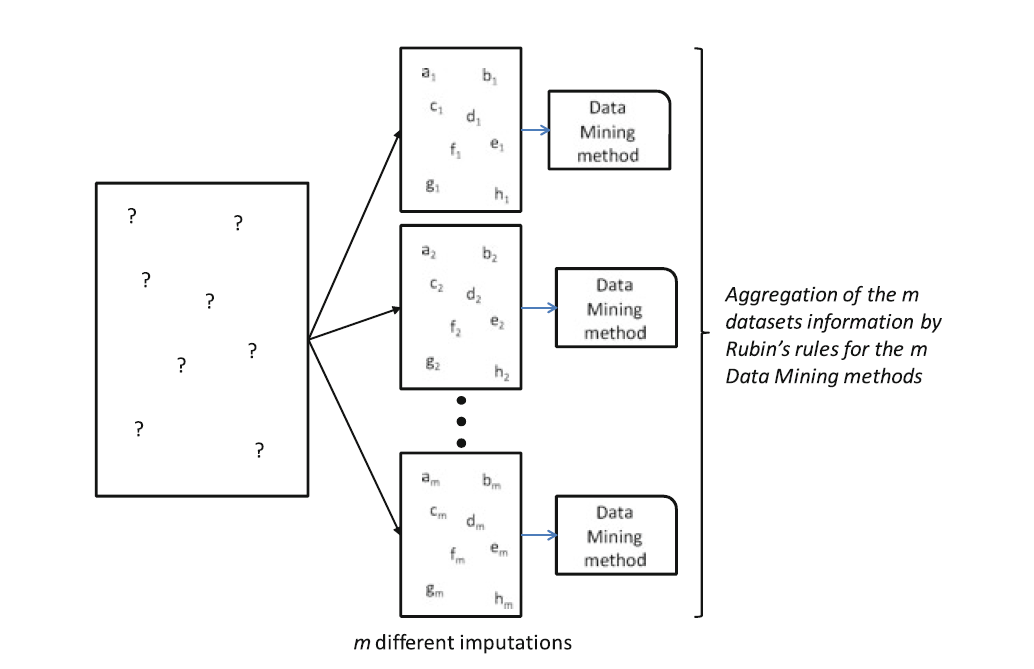 ? ?
?
?
?
?
?
?
a₁ b₁
c₁ d₁
f₁ e₁
g₁ h₁
Data
Mining
method
a₂ b₂
c₂ d₂
f₂ e₂
g₂ h₂
Data
Mining
method
aₘ bₘ
cₘ dₘ
fₘ eₘ
gₘ hₘ
Data
Mining
method
Aggregation of the m
datasets information by
Rubin’s rules for the m
Data Mining methods
m different imputations